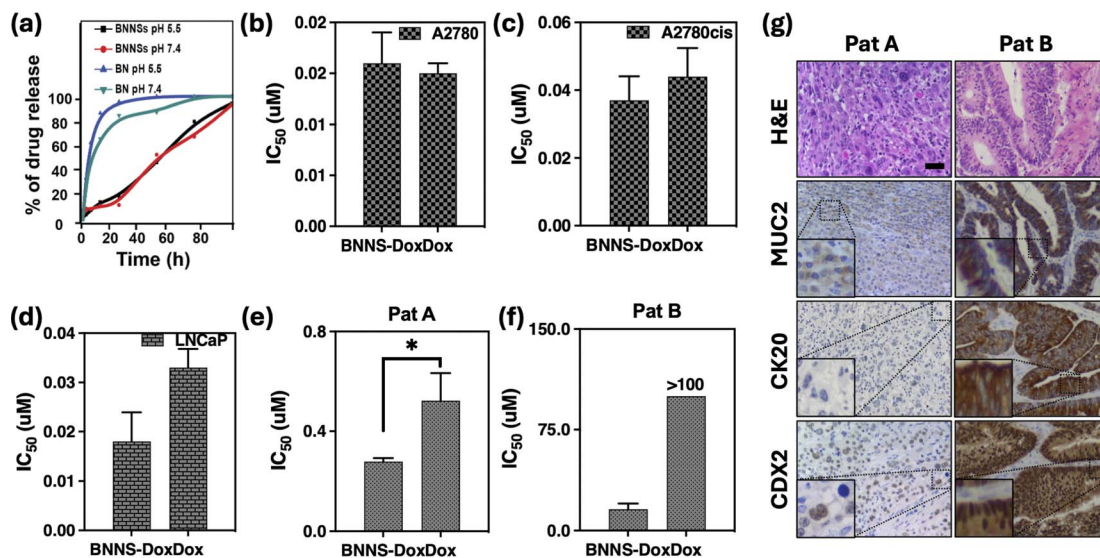 (a)
BNNSs pH 5.5
BNNSs pH 7.4
BN pH 5.5
BN pH 7.4
% of drug release
100
80
60
40
20
0
0 20 40 60 80
Time (h)
(b)
A2780
IC50 (uM)
0.02
0.02
0.01
0.01
0.00
BNNS-DoxDox
(c)
A2780cis
IC50 (uM)
0.06
0.04
0.02
0.00
BNNS-DoxDox
(d)
LNCaP
IC50 (uM)
0.04
0.03
0.02
0.01
0.00
BNNS-DoxDox
(e)
Pat A
*
IC50 (uM)
0.8
0.4
0.0
BNNS-DoxDox
(f)
Pat B
>100
IC50 (uM)
150.0
75.0
0.0
BNNS-DoxDox
(g)
Pat A Pat B
H&E
MUC2
CK20
CDX2